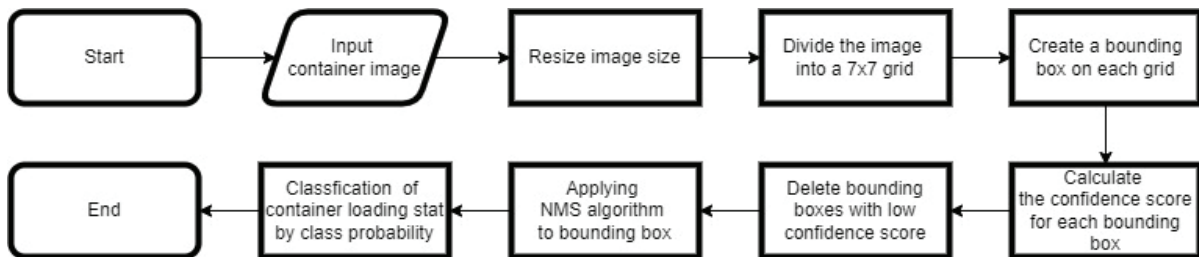 Start
Input
container image
Resize image size
Divide the image
into a 7x7 grid
Create a bounding
box on each grid
Calculate
the confidence score
for each bounding
box
Delete bounding
boxes with low
confidence score
Applying
NMS algorithm
to bounding box
Classfication of
container loading stat
by class probability
End